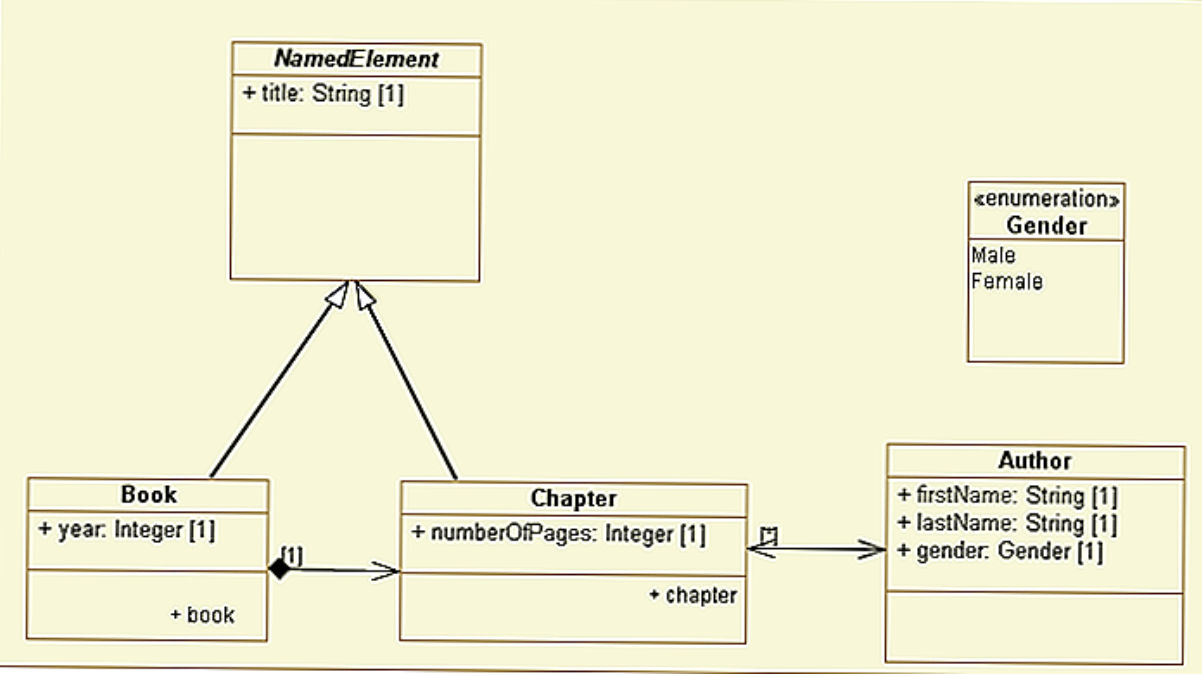 NamedElement
+ title: String [1]
«enumeration»
Gender
Male
Female
Book
+ year: Integer [1]
+ book
[1]
Chapter
+ numberOfPages: Integer [1]
+ chapter
Author
+ firstName: String [1]
+ lastName: String [1]
+ gender: Gender [1]